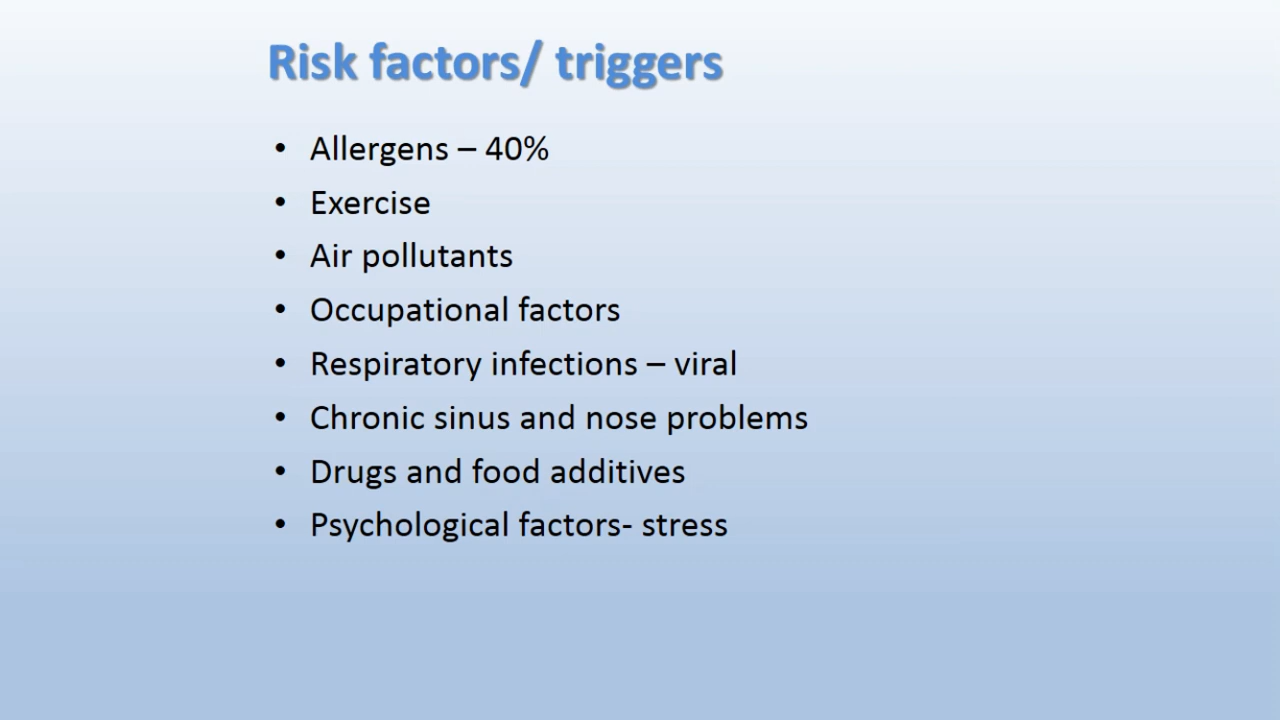 Risk factors/ triggers
• Allergens – 40%
• Exercise
• Air pollutants
• Occupational factors
• Respiratory infections – viral
• Chronic sinus and nose problems
• Drugs and food additives
• Psychological factors- stress